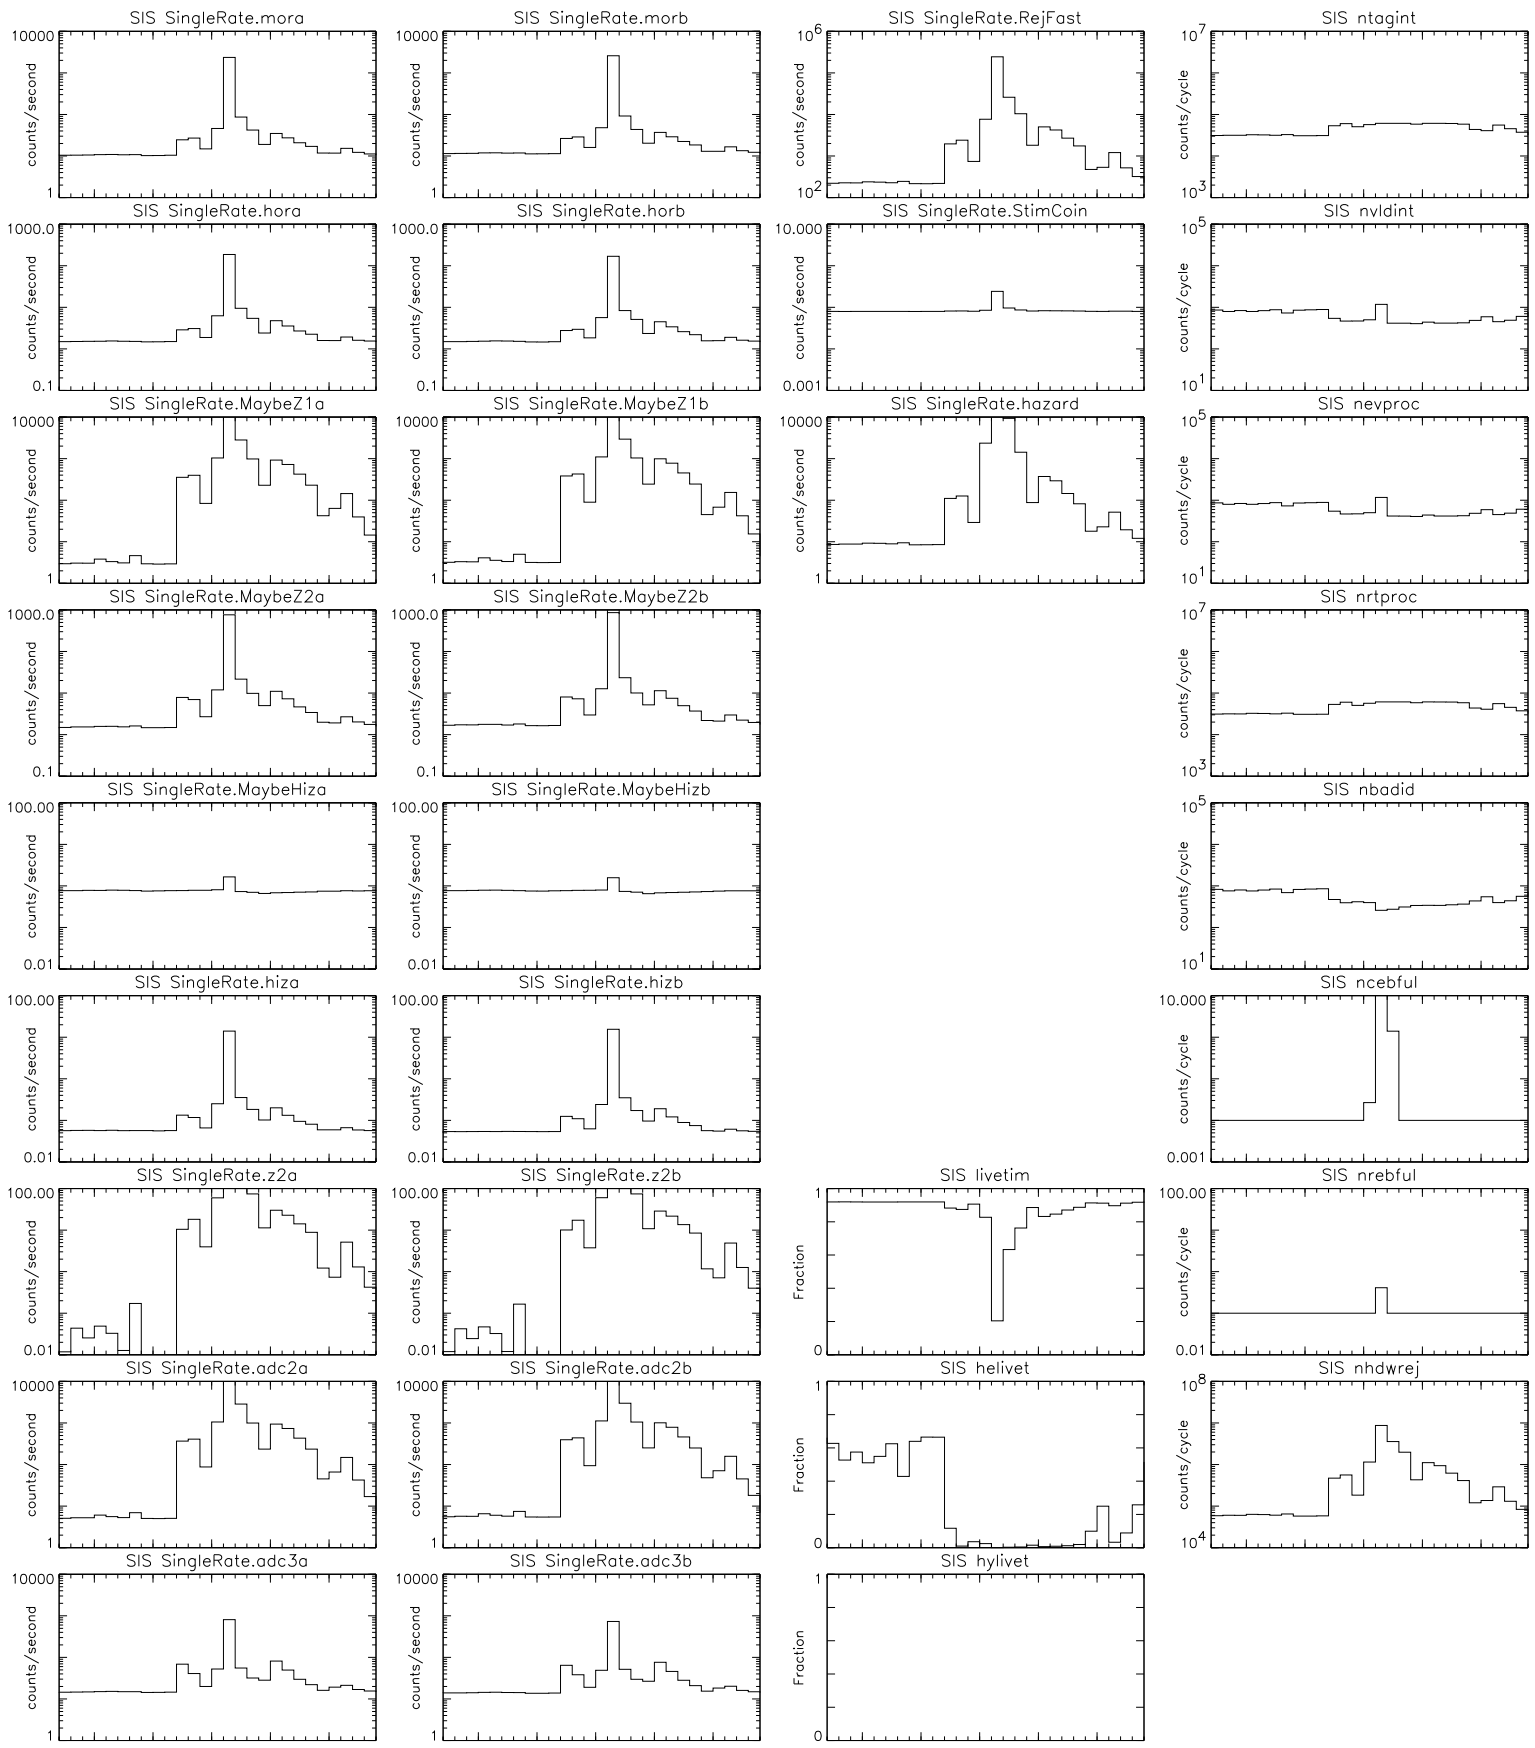 SIS SingleRate.mora
10000
counts/second
1
SIS SingleRate.morb
10000
counts/second
1
SIS SingleRate.RejFast
10^6
counts/second
10^2
SIS ntagint
10^7
counts/cycle
10^3
SIS SingleRate.hora
1000.0
counts/second
0.1
SIS SingleRate.horb
1000.0
counts/second
0.1
SIS SingleRate.StimCoin
10.000
counts/second
0.001
SIS nvldint
10^5
counts/cycle
10^1
SIS SingleRate.MaybeZ1a
10000
counts/second
1
SIS SingleRate.MaybeZ1b
10000
counts/second
1
SIS SingleRate.hazard
10000
counts/second
1
SIS nevproc
10^5
counts/cycle
10^1
SIS SingleRate.MaybeZ2a
1000.0
counts/second
0.1
SIS SingleRate.MaybeZ2b
1000.0
counts/second
0.1
SIS nrtproc
10^7
counts/cycle
10^3
SIS SingleRate.MaybeHiza
100.00
counts/second
0.01
SIS SingleRate.MaybeHizb
100.00
counts/second
0.01
SIS nbadid
10^5
counts/cycle
10^1
SIS SingleRate.hiza
100.00
counts/second
0.01
SIS SingleRate.hizb
100.00
counts/second
0.01
SIS ncebful
10.000
counts/cycle
0.001
SIS SingleRate.z2a
100.00
counts/second
0.01
SIS SingleRate.z2b
100.00
counts/second
0.01
SIS livetim
1
Fraction
0
SIS nrebful
100.00
counts/cycle
0.01
SIS SingleRate.adc2a
10000
counts/second
1
SIS SingleRate.adc2b
10000
counts/second
1
SIS helivet
1
Fraction
0
SIS nhdwrej
10^8
counts/cycle
10^4
SIS SingleRate.adc3a
10000
counts/second
1
SIS SingleRate.adc3b
10000
counts/second
1
SIS hylivet
1
Fraction
0